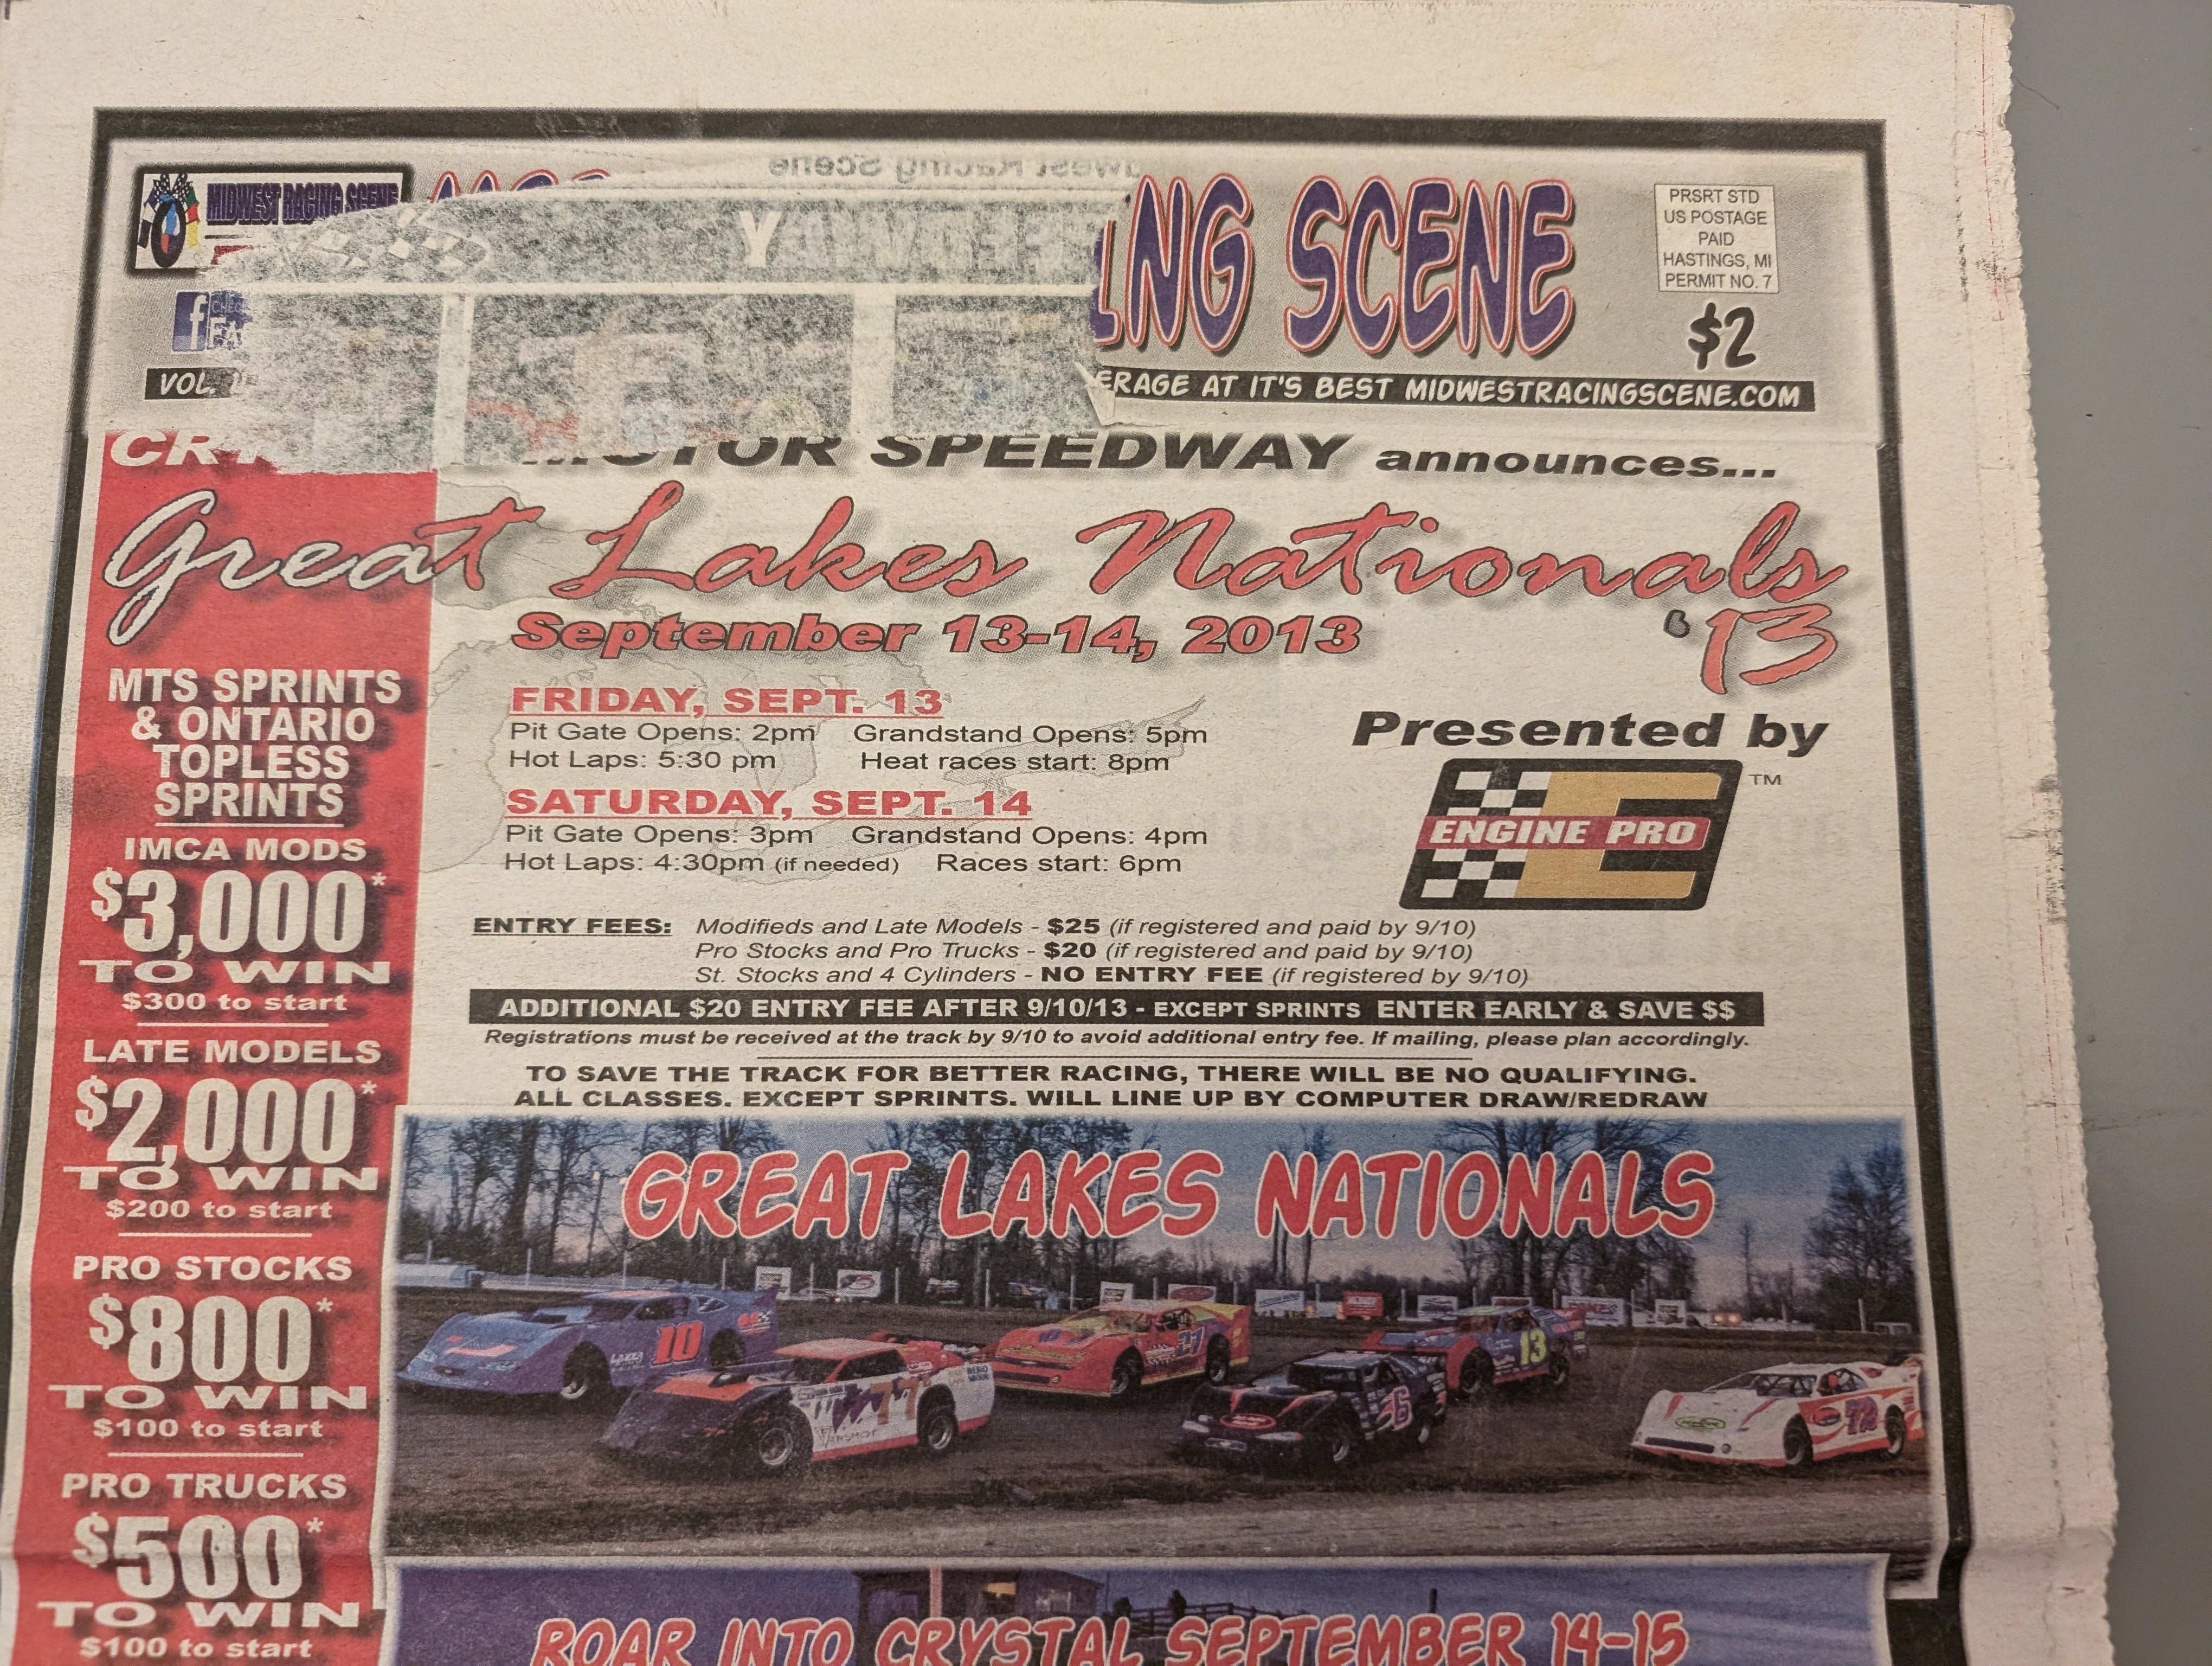 MIDWEST RACING SCENE
NG SCENE
PRSRT STD
US POSTAGE
PAID
HASTINGS, MI
PERMIT NO. 7
$2
f
VOL.
ERAGE AT IT'S BEST MIDWESTRACINGSCENE.COM
MOTOR SPEEDWAY announces...
Great Lakes Nationals
'13
September 13-14, 2013
FRIDAY, SEPT. 13
Pit Gate Opens: 2pm Grandstand Opens: 5pm
Hot Laps: 5:30 pm Heat races start: 8pm
SATURDAY, SEPT. 14
Pit Gate Opens: 3pm Grandstand Opens: 4pm
Hot Laps: 4:30pm (if needed) Races start: 6pm
Presented by
ENGINE PRO
TM
ENTRY FEES: Modifieds and Late Models - $25 (if registered and paid by 9/10)
Pro Stocks and Pro Trucks - $20 (if registered and paid by 9/10)
St. Stocks and 4 Cylinders - NO ENTRY FEE (if registered by 9/10)
ADDITIONAL $20 ENTRY FEE AFTER 9/10/13 - EXCEPT SPRINTS ENTER EARLY & SAVE $$
Registrations must be received at the track by 9/10 to avoid additional entry fee. If mailing, please plan accordingly.
TO SAVE THE TRACK FOR BETTER RACING, THERE WILL BE NO QUALIFYING.
ALL CLASSES, EXCEPT SPRINTS, WILL LINE UP BY COMPUTER DRAW/REDRAW
MTS SPRINTS
& ONTARIO
TOPLESS
SPRINTS
IMCA MODS
$3,000*
TO WIN
$300 to start
LATE MODELS
$2,000*
TO WIN
$200 to start
PRO STOCKS
$800*
TO WIN
$100 to start
PRO TRUCKS
$500*
TO WIN
$100 to start
GREAT LAKES NATIONALS
10
77
27
6
13
72
ROAR INTO CRYSTAL SEPTEMBER 14-15